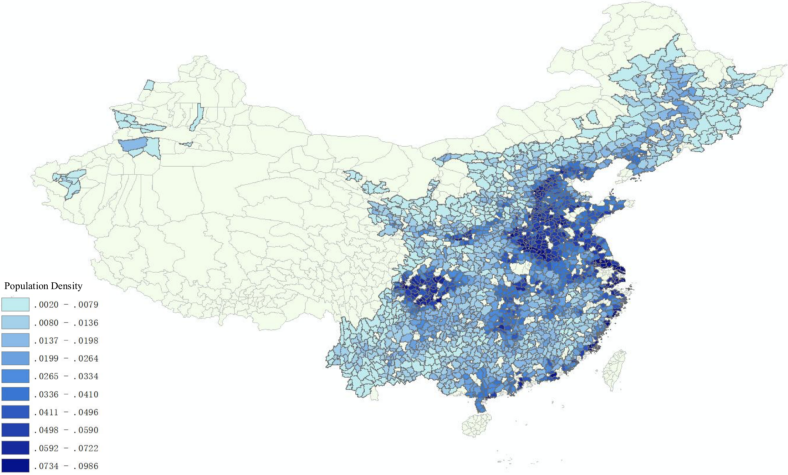 Population Density
.0020 - .0079
.0080 - .0136
.0137 - .0198
.0199 - .0264
.0265 - .0334
.0336 - .0410
.0411 - .0496
.0498 - .0590
.0592 - .0722
.0734 - .0986